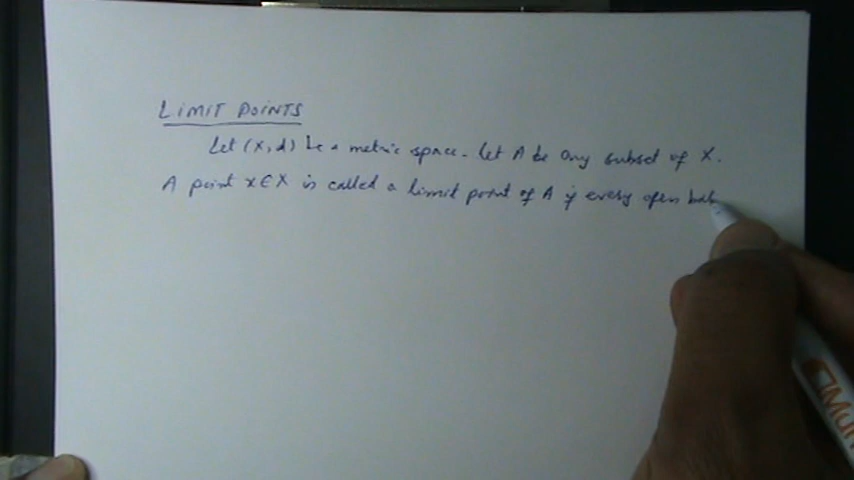 LIMIT POINTS
Let (X, d) be a metric space. Let A be any subset of X.
A point x ∈ X is called a limit point of A if every open